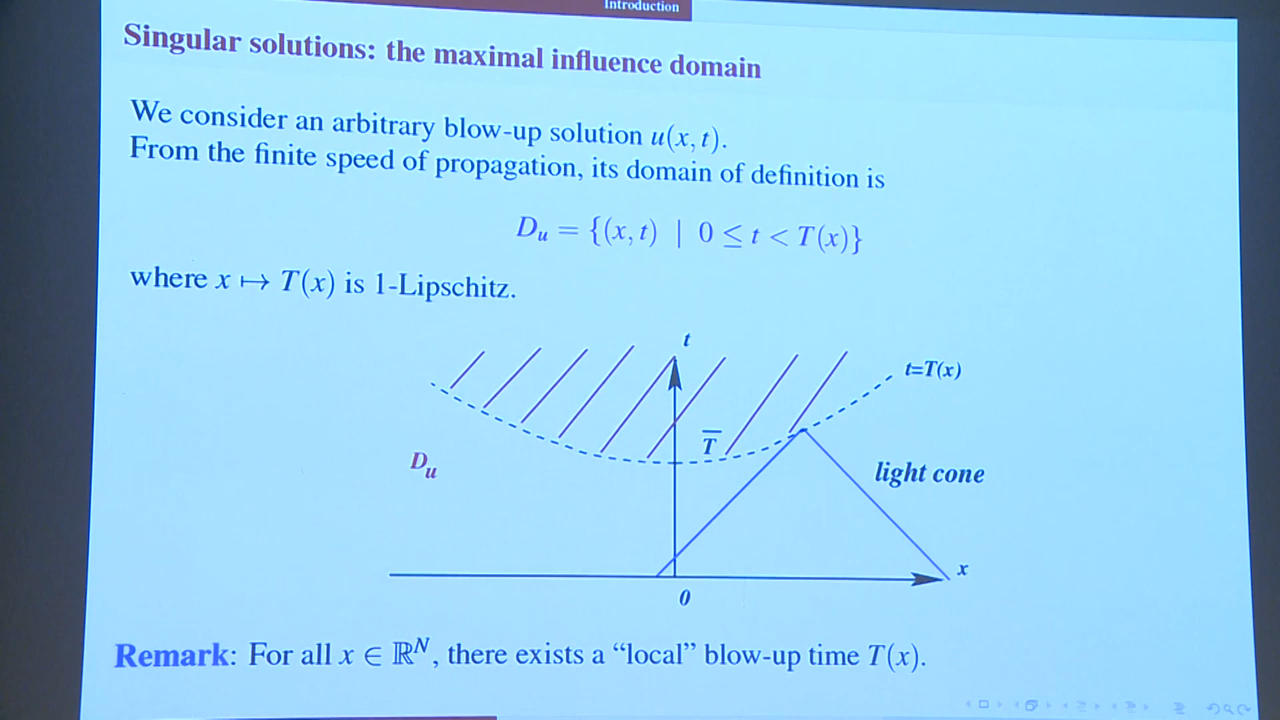 Introduction
Singular solutions: the maximal influence domain
We consider an arbitrary blow-up solution u(x, t).
From the finite speed of propagation, its domain of definition is
D_u = {(x, t) | 0 ≤ t < T(x)}
where x ↦ T(x) is 1-Lipschitz.
t
t=T(x)
T̅
D_u
light cone
x
0
Remark: For all x ∈ ℝ^N, there exists a “local” blow-up time T(x).